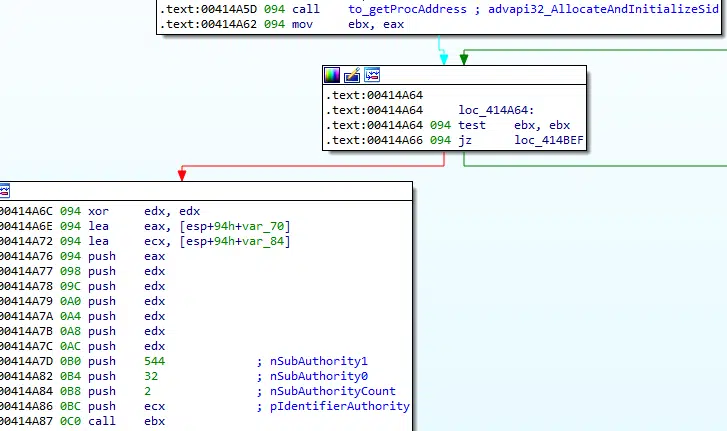 .text:00414A5D 094 call to_getProcAddress ; advapi32_AllocateAndInitializeSid
.text:00414A62 094 mov ebx, eax
.text:00414A64
.text:00414A64 loc_414A64:
.text:00414A64 094 test ebx, ebx
.text:00414A66 094 jz loc_414BEF
00414A6C 094 xor edx, edx
00414A6E 094 lea eax, [esp+94h+var_70]
00414A72 094 lea ecx, [esp+94h+var_84]
00414A76 094 push eax
00414A77 098 push edx
00414A78 09C push edx
00414A79 0A0 push edx
00414A7A 0A4 push edx
00414A7B 0A8 push edx
00414A7C 0AC push edx
00414A7D 0B0 push 544 ; nSubAuthority1
00414A82 0B4 push 32 ; nSubAuthority0
00414A84 0B8 push 2 ; nSubAuthorityCount
00414A86 0BC push ecx ; pIdentifierAuthority
00414A87 0C0 call ebx